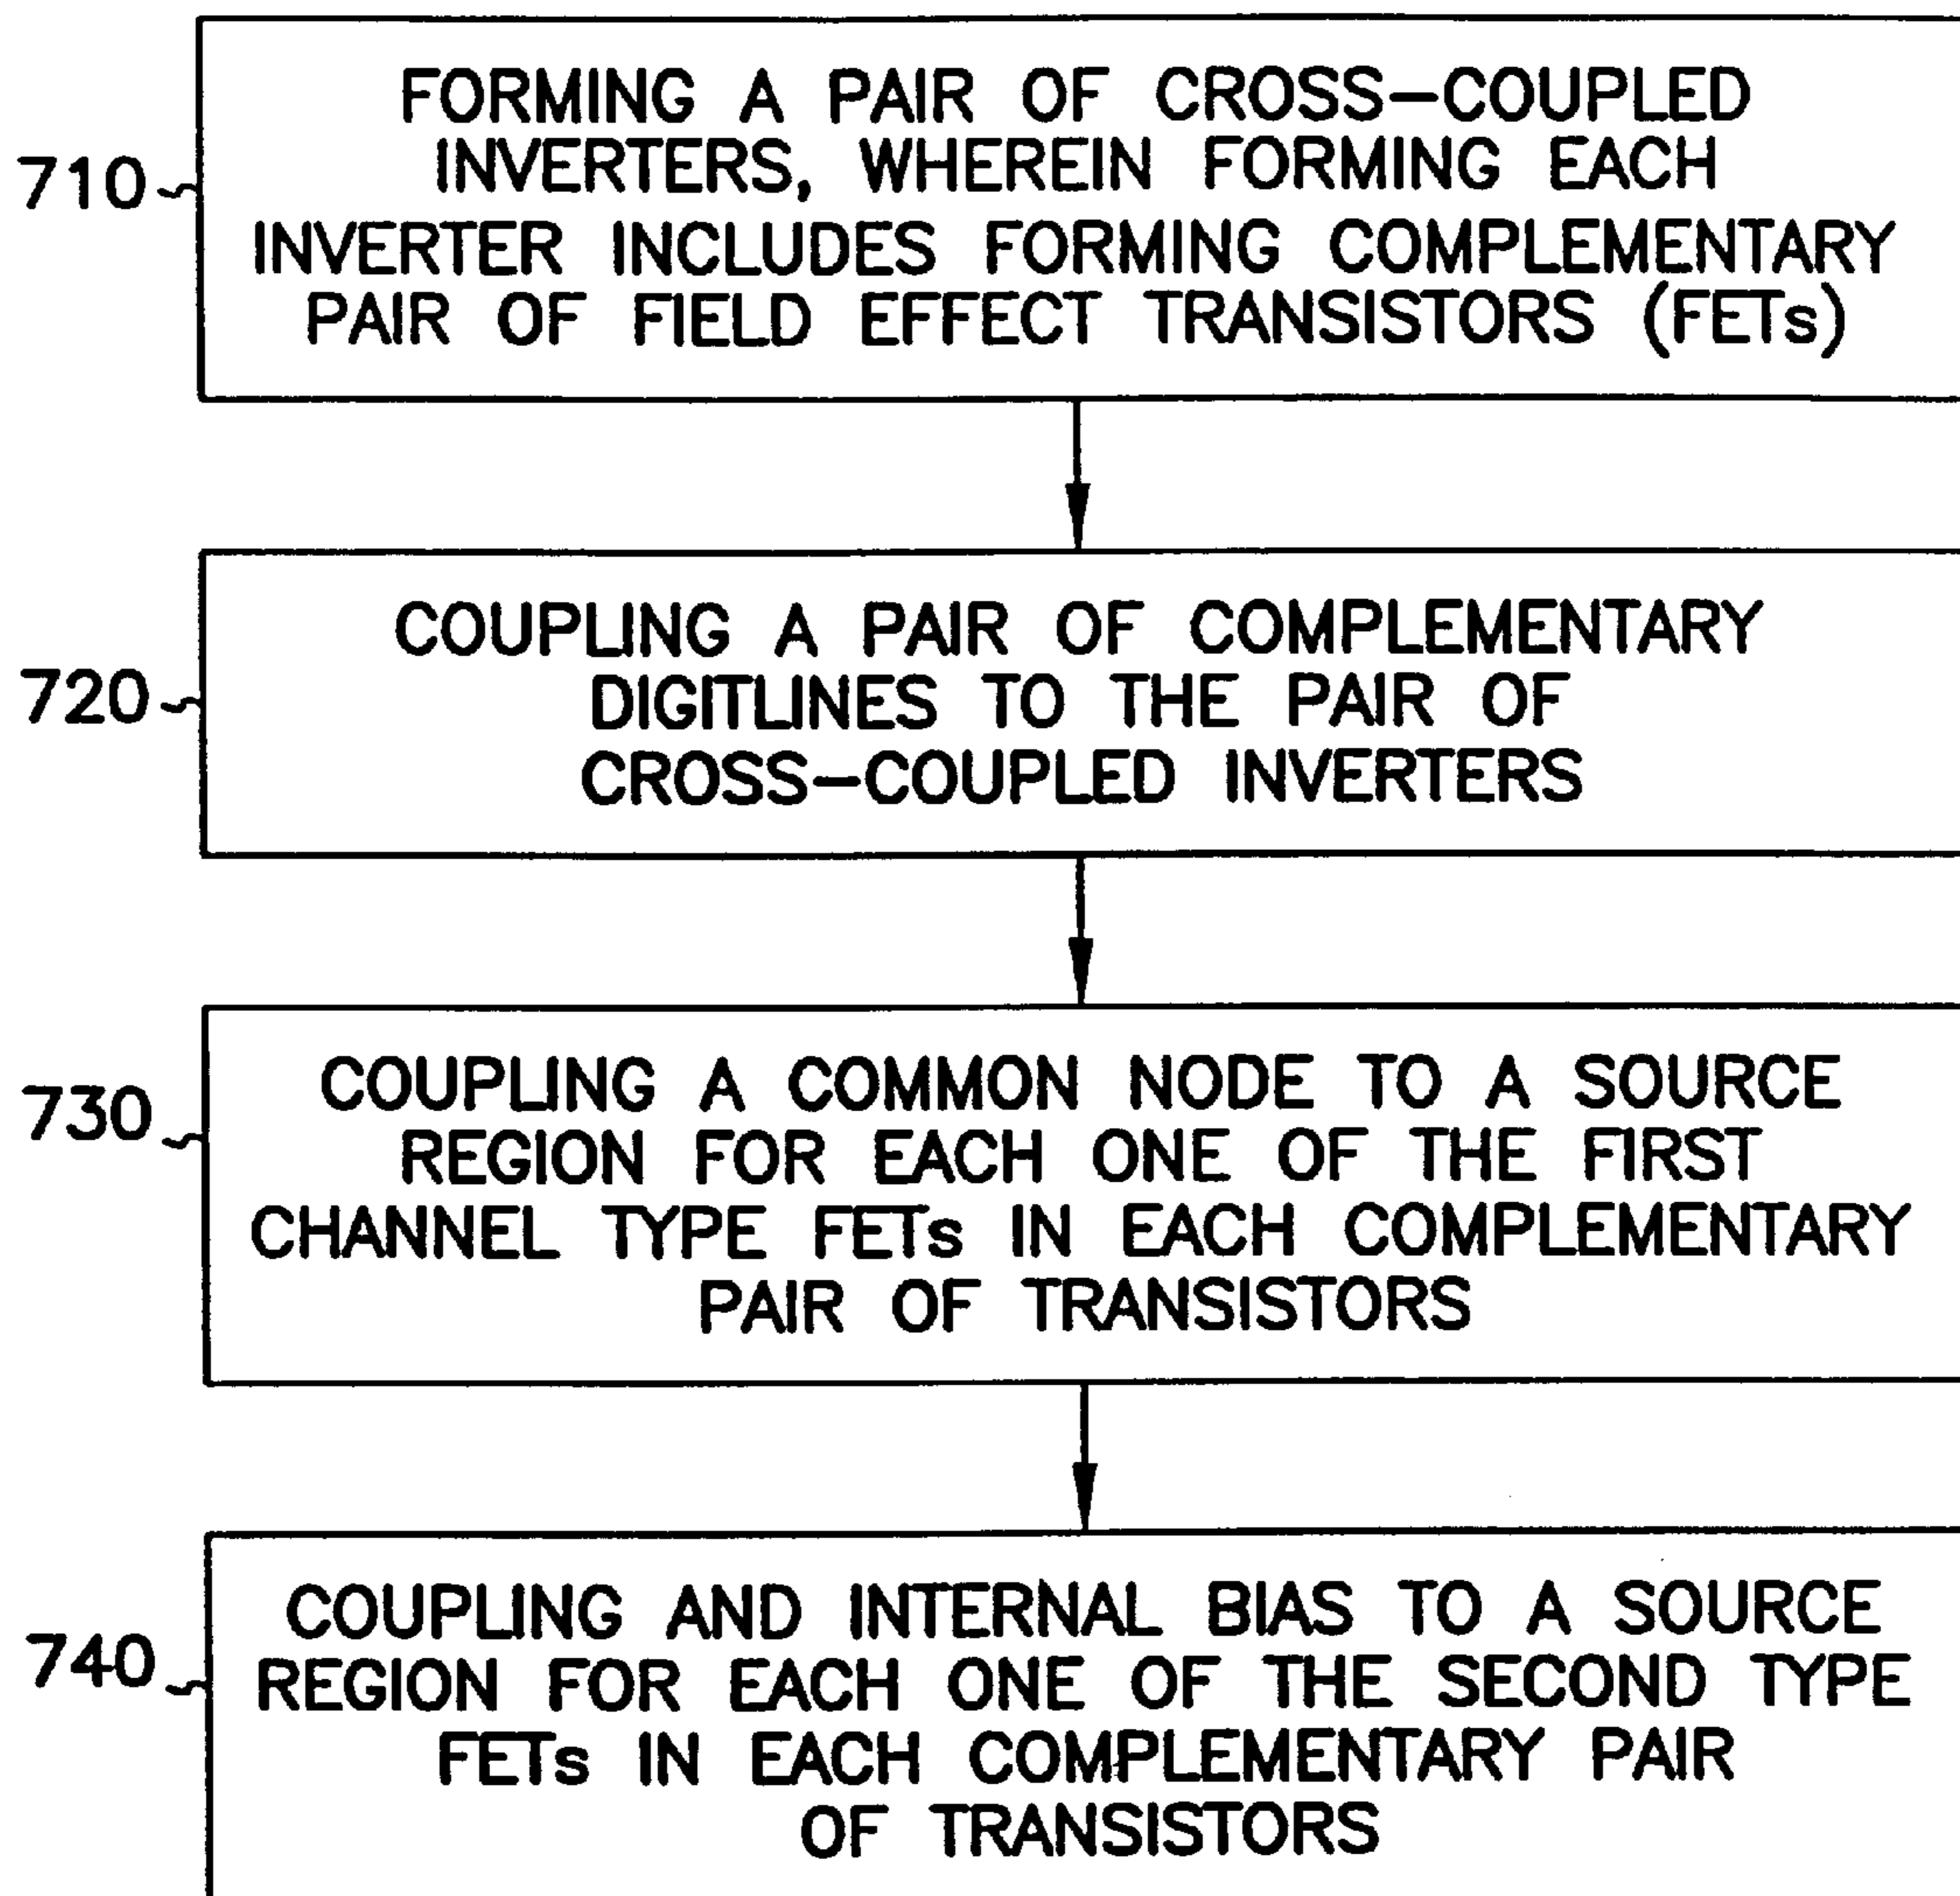 FORMING A PAIR OF CROSS-COUPLED
INVERTERS, WHEREIN FORMING EACH
710
INVERTER INCLUDES FORMING COMPLEMENTARY
PAIR OF FIELD EFFECT TRANSISTORS (FETs)
COUPLING A PAIR OF COMPLEMENTARY
720
DIGITLINES TO THE PAIR OF
CROSS-COUPLED INVERTERS
COUPLING A COMMON NODE TO A SOURCE
730
REGION FOR EACH ONE OF THE FIRST
CHANNEL TYPE FETs IN EACH COMPLEMENTARY
PAIR OF TRANSISTORS
COUPLING AND INTERNAL BIAS TO A SOURCE
740
REGION FOR EACH ONE OF THE SECOND TYPE
FETs IN EACH COMPLEMENTARY PAIR
OF TRANSISTORS